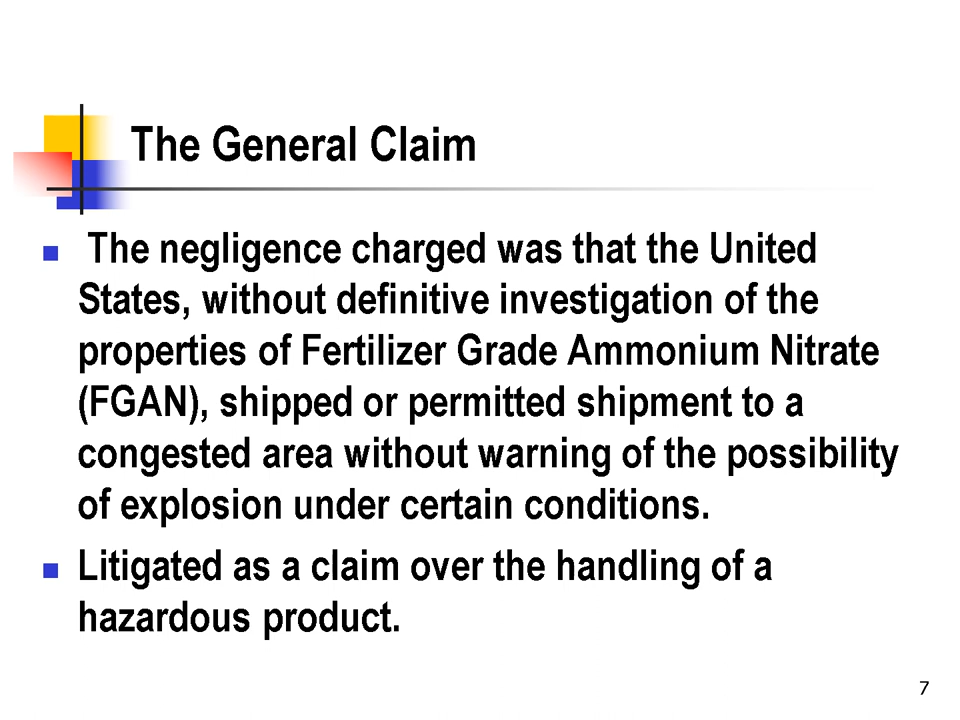 The General Claim
The negligence charged was that the United
States, without definitive investigation of the
properties of Fertilizer Grade Ammonium Nitrate
(FGAN), shipped or permitted shipment to a
congested area without warning of the possibility
of explosion under certain conditions.
Litigated as a claim over the handling of a
hazardous product.
7